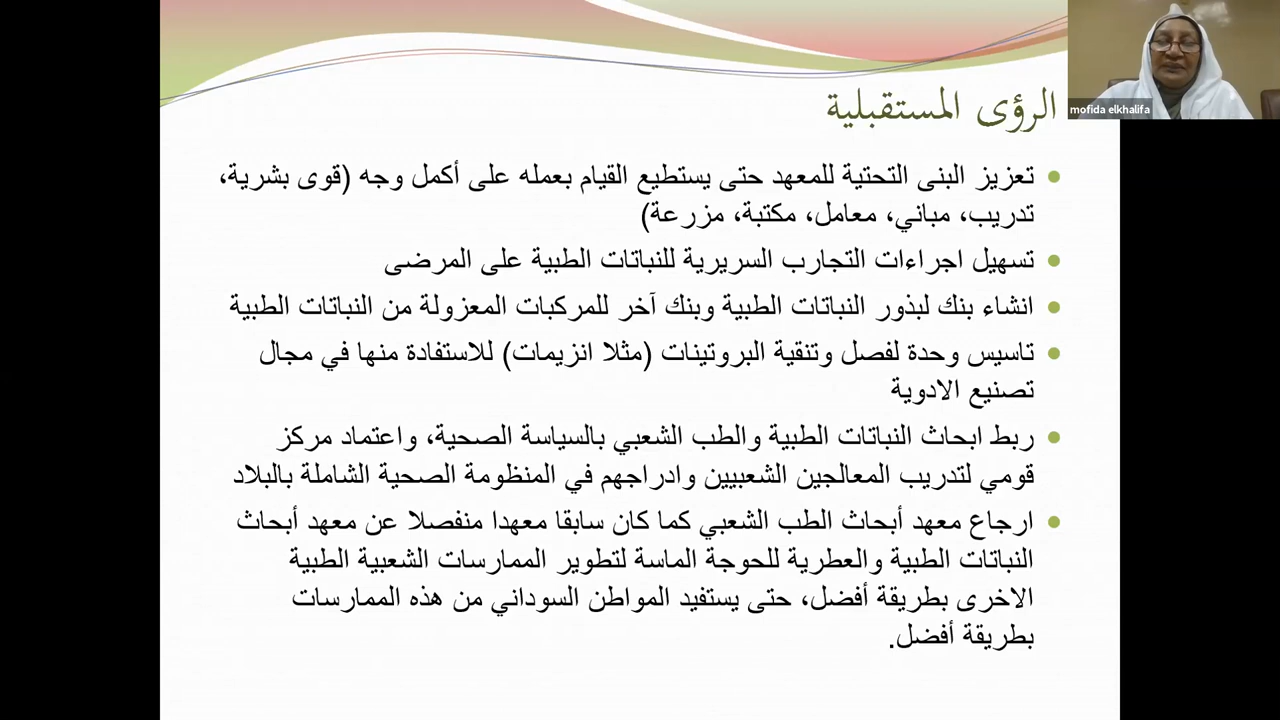 mofida elkhalifa
الرؤى المستقبلية
تعزيز البنى التحتية للمعهد حتى يستطيع القيام بعمله على أكمل وجه (قوى بشرية،
تدريب، مباني، معامل، مكتبة، مزرعة)
تسهيل اجراءات التجارب السريرية للنباتات الطبية على المرضى
انشاء بنك لبذور النباتات الطبية وبنك آخر للمركبات المعزولة من النباتات الطبية
تاسيس وحدة لفصل وتنقية البروتينات (مثلا انزيمات) للاستفادة منها في مجال
تصنيع الادوية
ربط ابحاث النباتات الطبية والطب الشعبي بالسياسة الصحية، واعتماد مركز
قومي لتدريب المعالجين الشعبيين وادراجهم في المنظومة الصحية الشاملة بالبلاد
ارجاع معهد أبحاث الطب الشعبي كما كان سابقا معهدا منفصلا عن معهد أبحاث
النباتات الطبية والعطرية للحوجة الماسة لتطوير الممارسات الشعبية الطبية
الاخرى بطريقة أفضل، حتى يستفيد المواطن السوداني من هذه الممارسات
بطريقة أفضل.